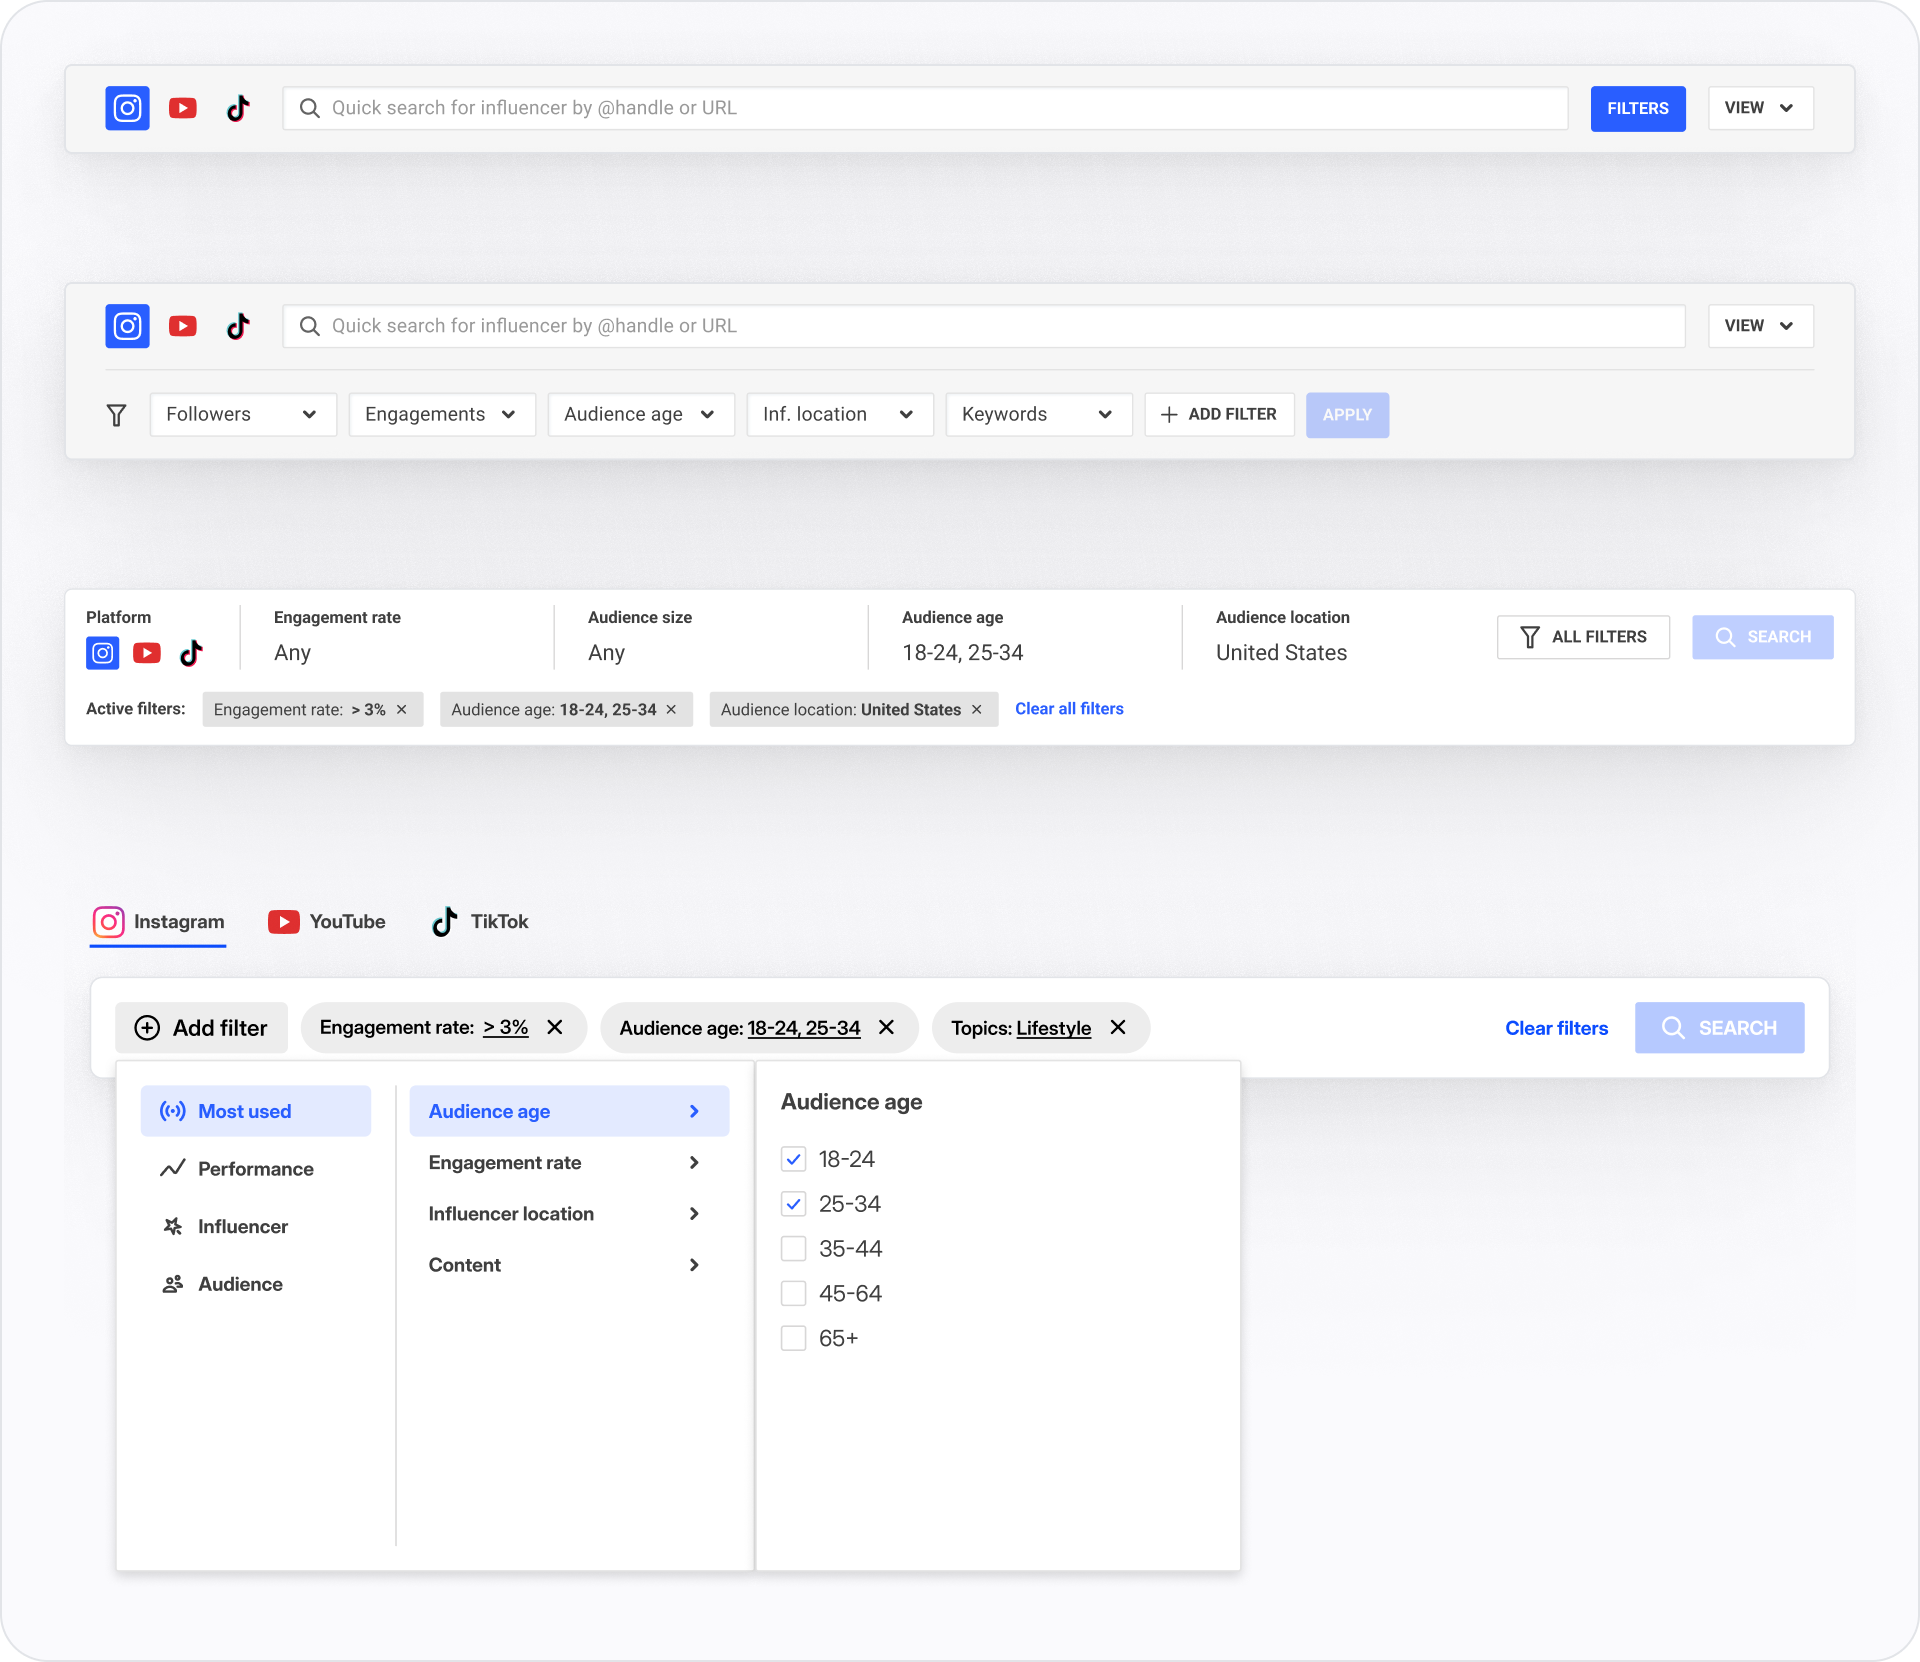 Quick search for influencer by @handle or URL FILTERS VIEW
Quick search for influencer by @handle or URL VIEW
Followers Engagements Audience age Inf. location Keywords ADD FILTER APPLY
Platform Engagement rate Audience size Audience age Audience location
Any Any 18-24, 25-34 United States ALL FILTERS SEARCH
Active filters: Engagement rate: > 3% Audience age: 18-24, 25-34 Audience location: United States Clear all filters
Instagram YouTube TikTok
Add filter Engagement rate: > 3% Audience age: 18-24, 25-34 Topics: Lifestyle Clear filters SEARCH
Most used
Performance
Influencer
Audience
Audience age
Engagement rate
Influencer location
Content
Audience age
18-24
25-34
35-44
45-64
65+